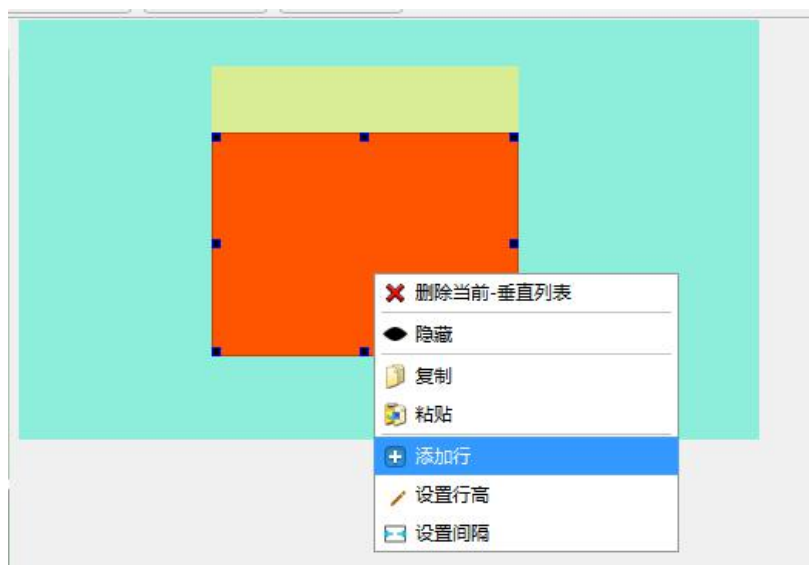 删除当前-垂直列表
隐藏
复制
粘贴
添加行
设置行高
设置间隔